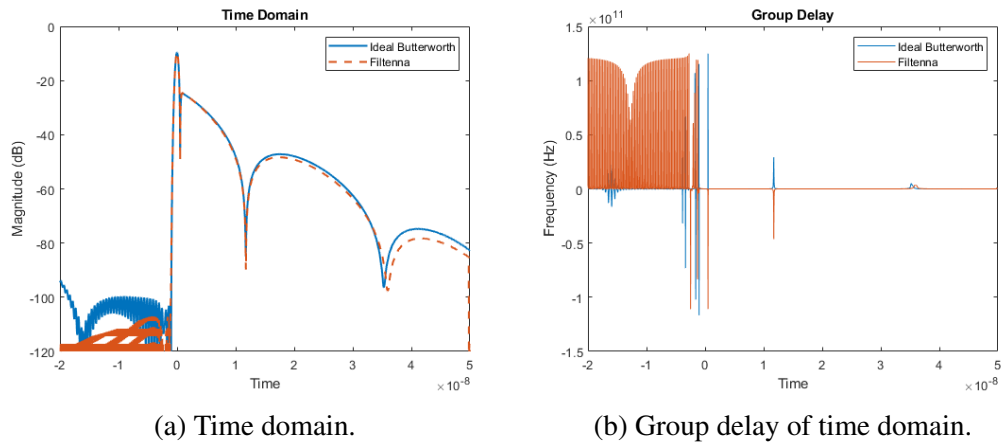 Time Domain
Ideal Butterworth
Filtenna
0
-20
-40
-60
-80
-100
-120
Magnitude (dB)
-2 -1 0 1 2 3 4 5
Time
×10⁻⁸
(a) Time domain.
Group Delay
×10¹¹
Ideal Butterworth
Filtenna
1.5
1
0.5
0
-0.5
-1
-1.5
Frequency (Hz)
-2 -1 0 1 2 3 4 5
Time
×10⁻⁸
(b) Group delay of time domain.